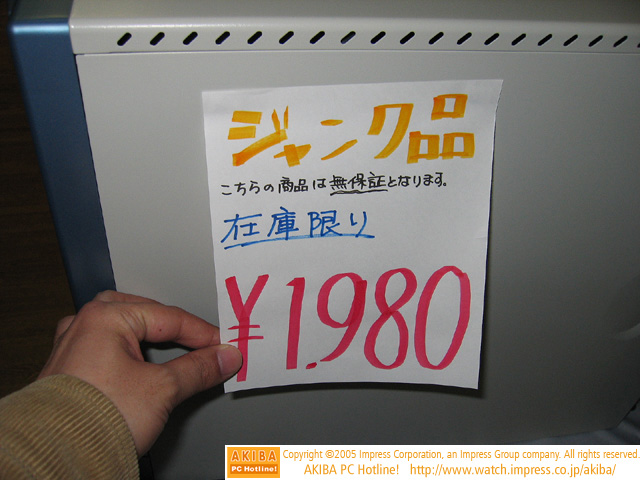 ジャンク品
こちらの商品は無保証となります。
在庫限り
¥1.980
AKIBA
PC Hotline!
Copyright ©2005 Impress Corporation, an Impress Group company. All rights reserved.
AKIBA PC Hotline! http://www.watch.impress.co.jp/akiba/